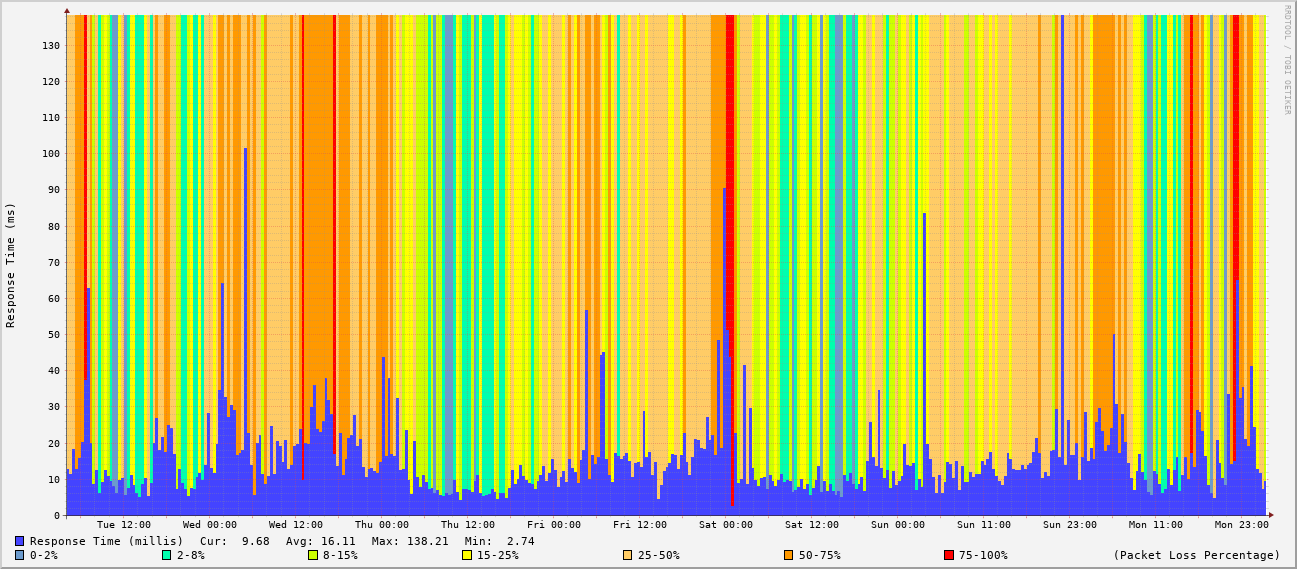 RRDTOOL / TOBI OETIKER
Response Time (ms)
130
120
110
100
90
80
70
60
50
40
30
20
10
0
Tue 12:00 Wed 00:00 Wed 12:00 Thu 00:00 Thu 12:00 Fri 00:00 Fri 12:00 Sat 00:00 Sat 12:00 Sun 00:00 Sun 11:00 Sun 23:00 Mon 11:00 Mon 23:00
Response Time (millis) Cur: 9.68 Avg: 16.11 Max: 138.21 Min: 2.74
0-2% 2-8% 8-15% 15-25% 25-50% 50-75% 75-100% (Packet Loss Percentage)